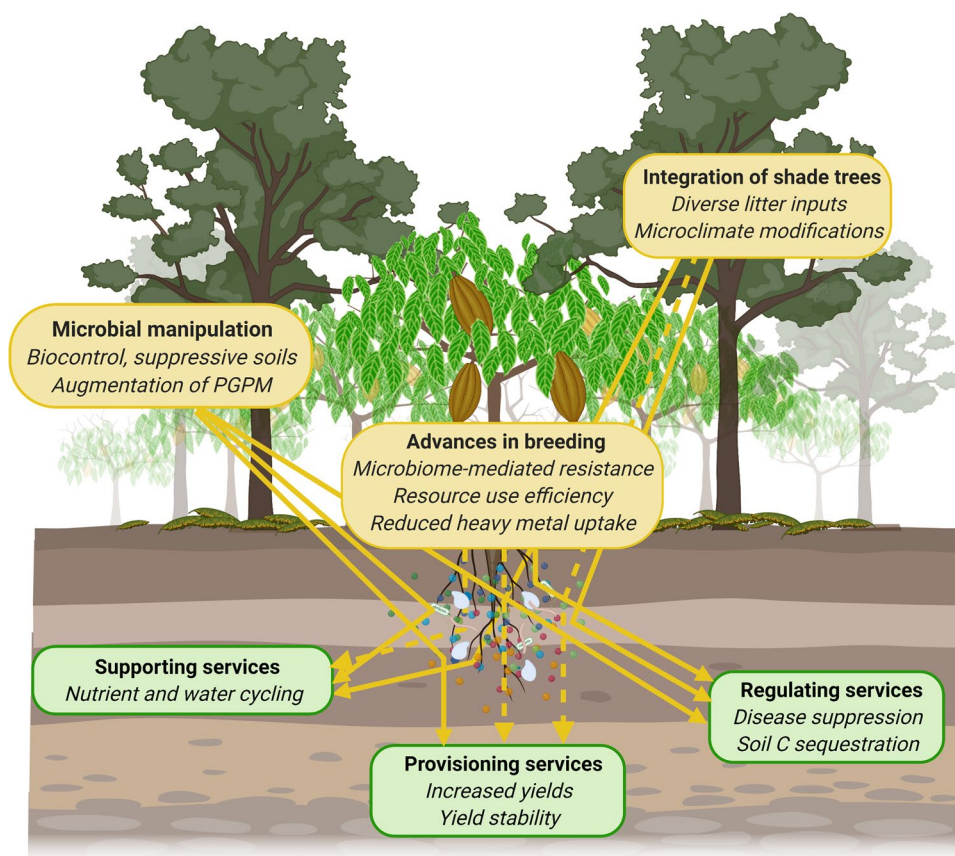 Integration of shade trees
Diverse litter inputs
Microclimate modifications
Microbial manipulation
Biocontrol, suppressive soils
Augmentation of PGPM
Advances in breeding
Microbiome-mediated resistance
Resource use efficiency
Reduced heavy metal uptake
Supporting services
Nutrient and water cycling
Regulating services
Disease suppression
Soil C sequestration
Provisioning services
Increased yields
Yield stability